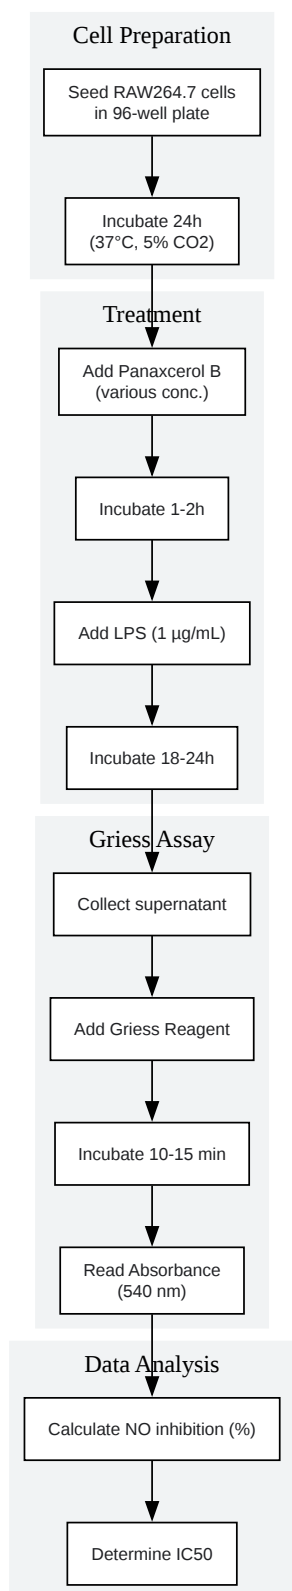 Cell Preparation
Seed RAW264.7 cells
in 96-well plate
Incubate 24h
(37°C, 5% CO2)
Treatment
Add Panaxcerol B
(various conc.)
Incubate 1-2h
Add LPS (1 µg/mL)
Incubate 18-24h
Griess Assay
Collect supernatant
Add Griess Reagent
Incubate 10-15 min
Read Absorbance
(540 nm)
Data Analysis
Calculate NO inhibition (%)
Determine IC50